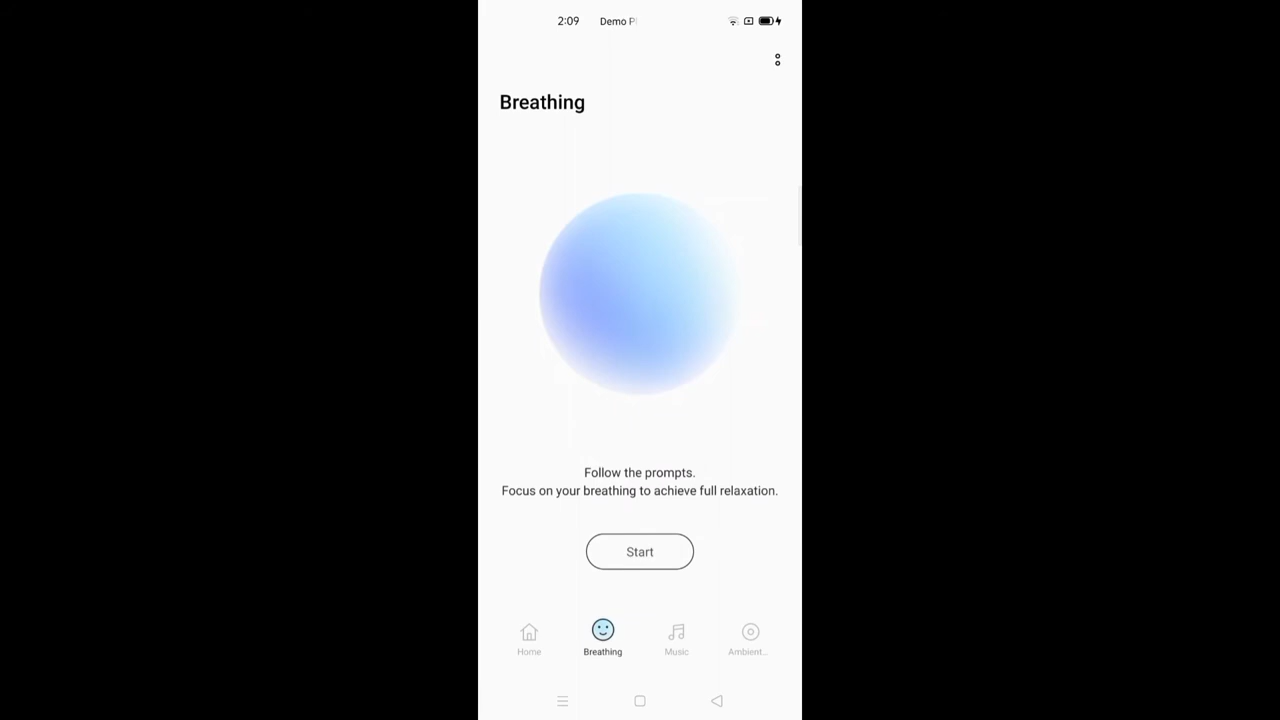 2:09 Demo P
Breathing
Follow the prompts.
Focus on your breathing to achieve full relaxation.
Start
Home Breathing Music Ambient...